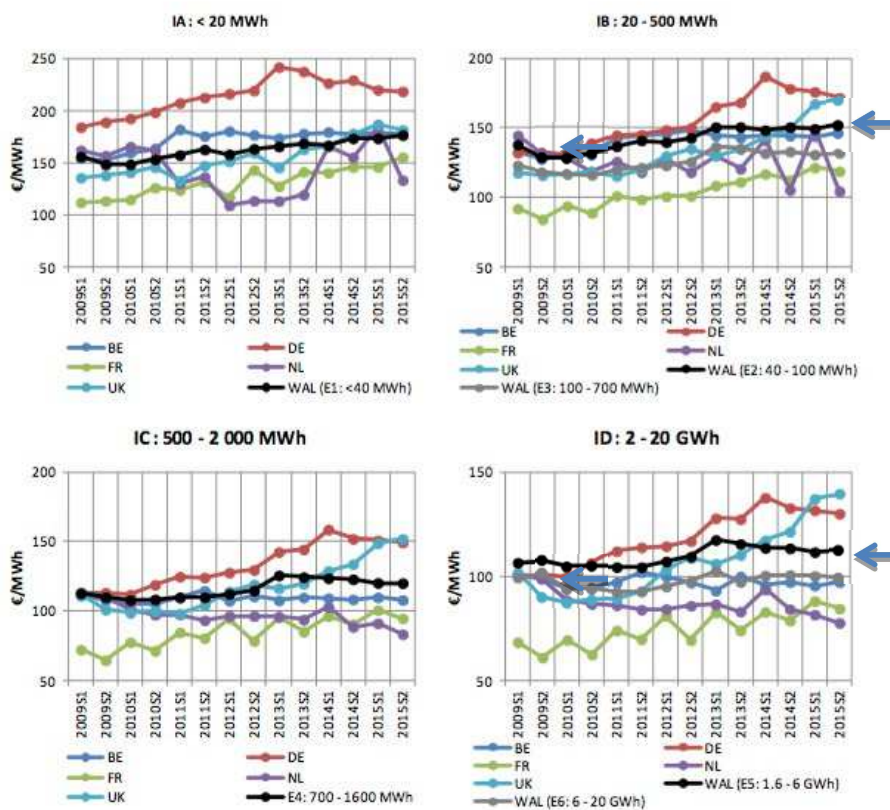 IA : < 20 MWh
€/MWh
250
200
150
100
50
2009S1
2009S2
2010S1
2010S2
2011S1
2011S2
2012S1
2012S2
2013S1
2013S2
2014S1
2014S2
2015S1
2015S2
BE
DE
FR
NL
UK
WAL (E1: <40 MWh)
IB : 20 - 500 MWh
€/MWh
200
150
100
50
2009S1
2009S2
2010S1
2010S2
2011S1
2011S2
2012S1
2012S2
2013S1
2013S2
2014S1
2014S2
2015S1
2015S2
BE
DE
FR
NL
UK
WAL (E2: 40 - 100 MWh)
WAL (E3: 100 - 700 MWh)
IC : 500 - 2 000 MWh
€/MWh
200
150
100
50
2009S1
2009S2
2010S1
2010S2
2011S1
2011S2
2012S1
2012S2
2013S1
2013S2
2014S1
2014S2
2015S1
2015S2
BE
DE
FR
NL
UK
E4: 700 - 1600 MWh
ID : 2 - 20 GWh
€/MWh
150
100
50
2009S1
2009S2
2010S1
2010S2
2011S1
2011S2
2012S1
2012S2
2013S1
2013S2
2014S1
2014S2
2015S1
2015S2
BE
DE
FR
NL
UK
WAL (E5: 1.6 - 6 GWh)
WAL (E6: 6 - 20 GWh)